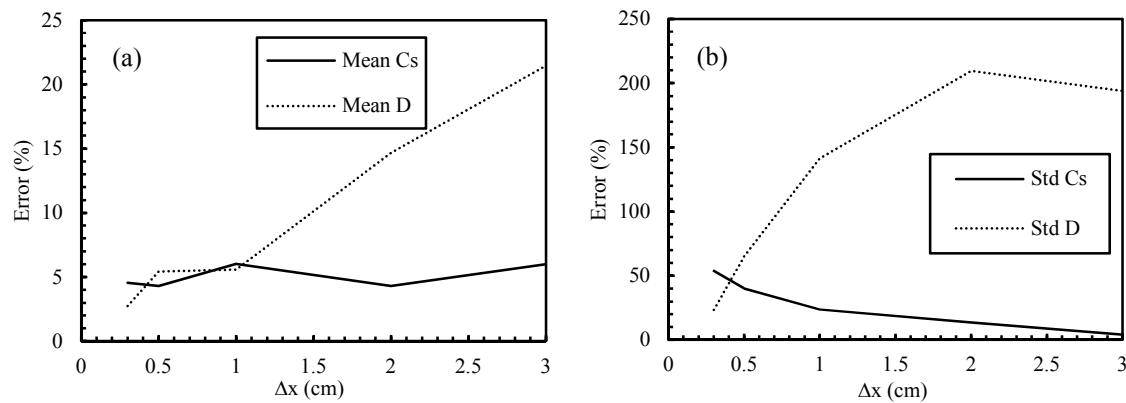 25
20
15
10
5
0
Error (%)
(a)
Mean Cs
Mean D
0 0.5 1 1.5 2 2.5 3
Δx (cm)
250
200
150
100
50
0
Error (%)
(b)
Std Cs
Std D
0 0.5 1 1.5 2 2.5 3
Δx (cm)